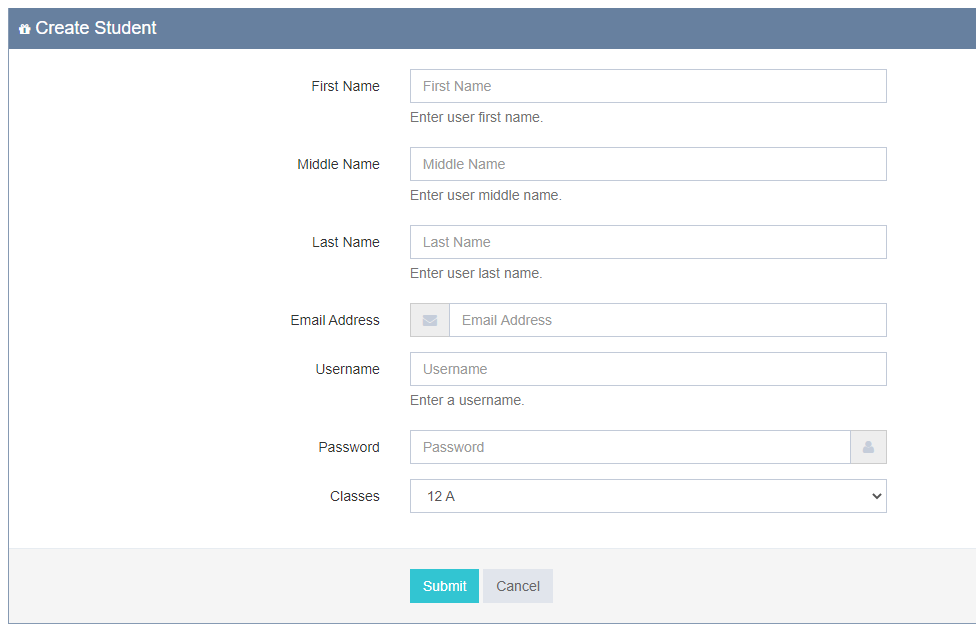 Create Student
First Name First Name
Enter user first name.
Middle Name Middle Name
Enter user middle name.
Last Name Last Name
Enter user last name.
Email Address Email Address
Username Username
Enter a username.
Password Password
Classes 12 A
Submit Cancel